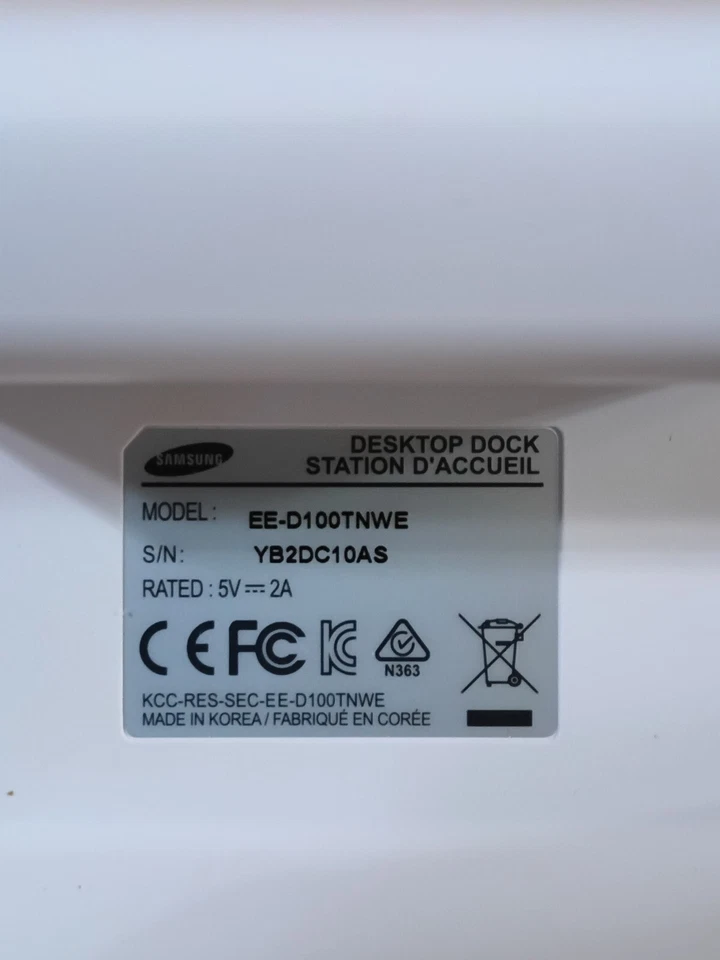 SAMSUNG
DESKTOP DOCK
STATION D'ACCUEIL
MODEL : EE-D100TNWE
S/N: YB2DC10AS
RATED : 5V ⎓ 2A
CE FC KC
N363
KCC-RES-SEC-EE-D100TNWE
MADE IN KOREA / FABRIQUÉ EN CORÉE